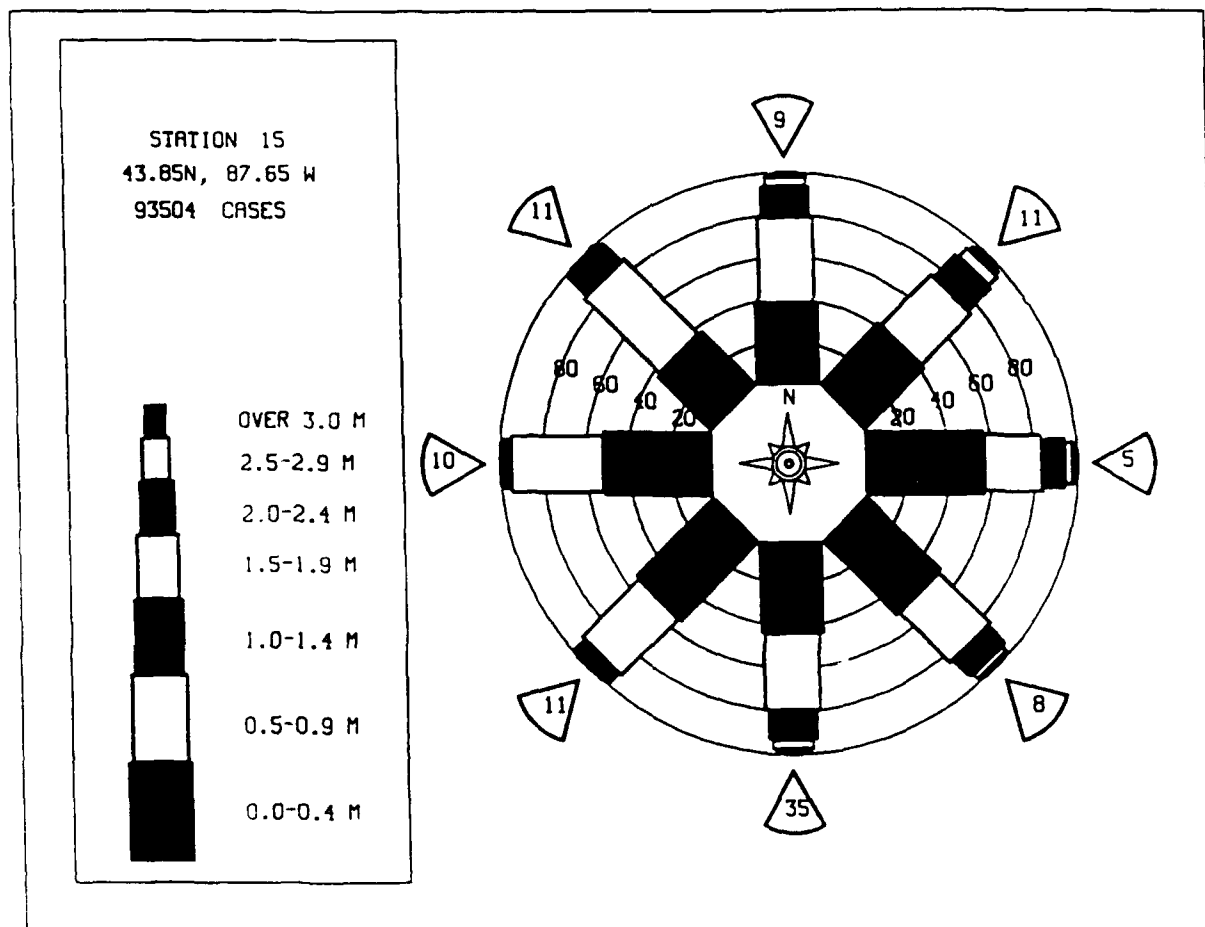 STATION 15
43.85N, 87.65 W
93504 CASES
OVER 3.0 M
2.5-2.9 M
2.0-2.4 M
1.5-1.9 M
1.0-1.4 M
0.5-0.9 M
0.0-0.4 M
9
11
11
80
60
40
20
N
20
40
60
80
10
5
11
8
35